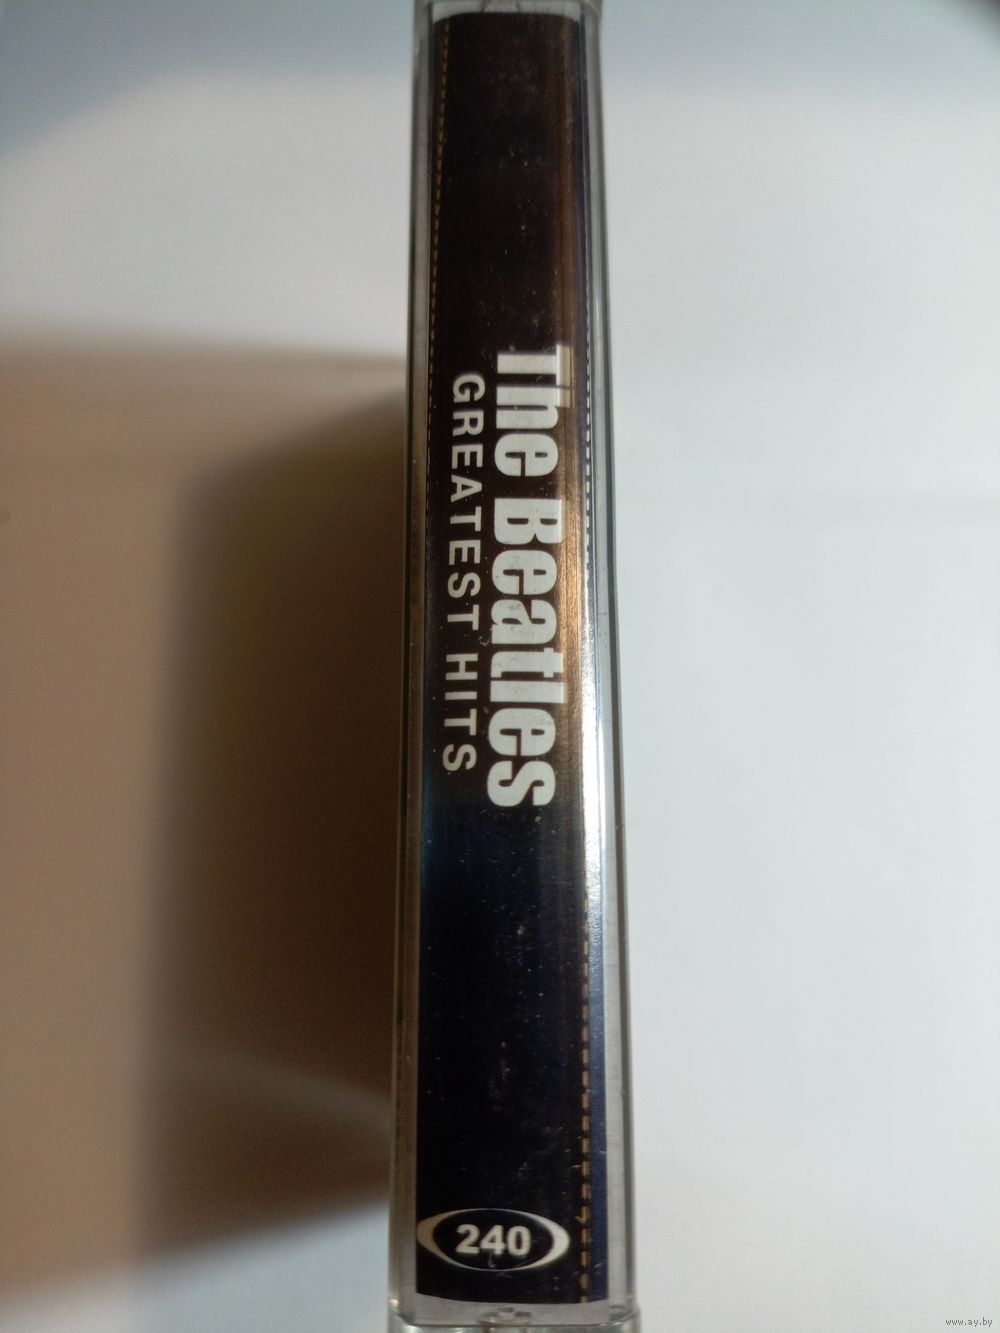 The Beatles
GREATEST HITS
240
www.ay.by